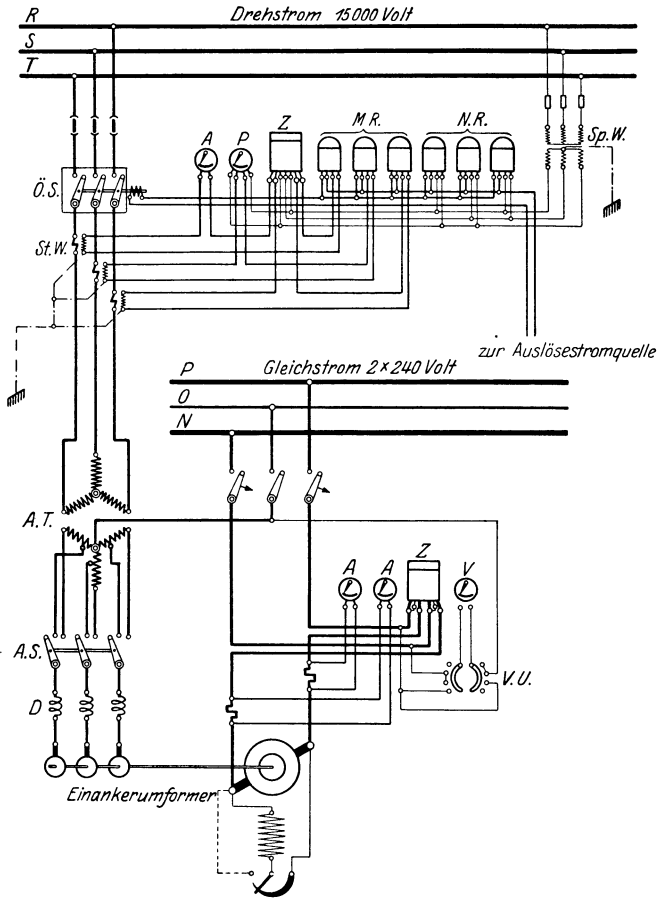 R Drehstrom 15000 Volt
S
T
A P Z M.R. N.R.
Sp.W.
Ö.S.
St.W.
zur Auslösestromquelle
P Gleichstrom 2×240 Volt
O
N
A.T.
A A Z V
A.S.
V.U.
D
Einankerumformer